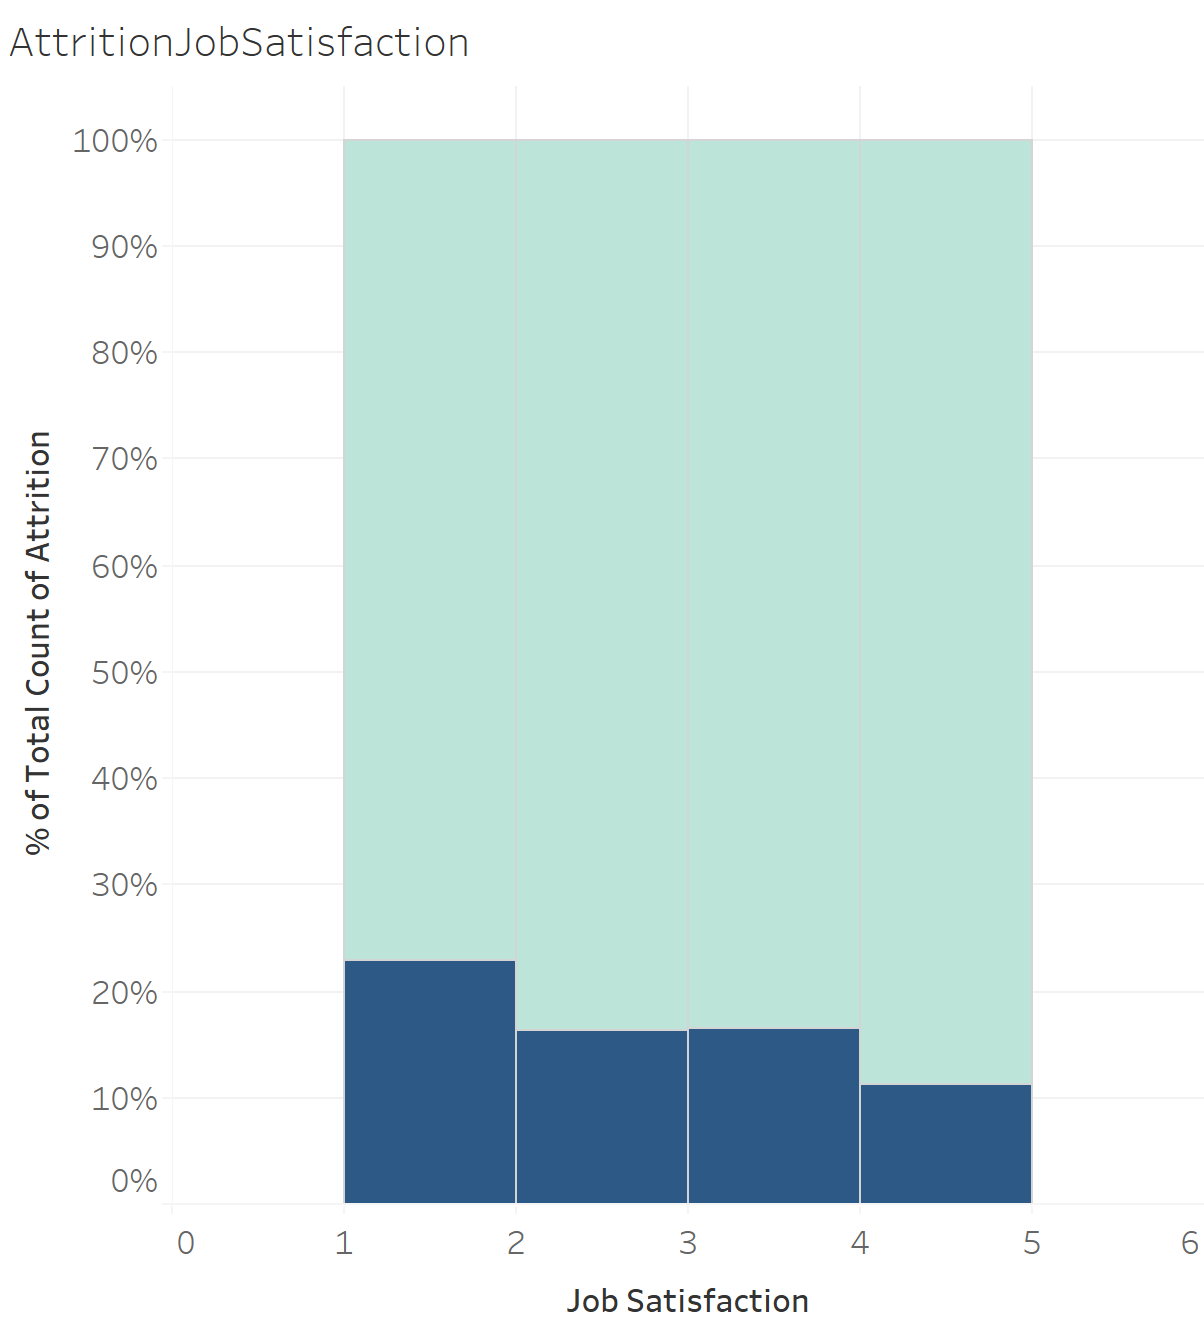 AttritionJobSatisfaction
100%
90%
80%
70%
60%
50%
40%
30%
20%
10%
0%
% of Total Count of Attrition
0 1 2 3 4 5 6
Job Satisfaction